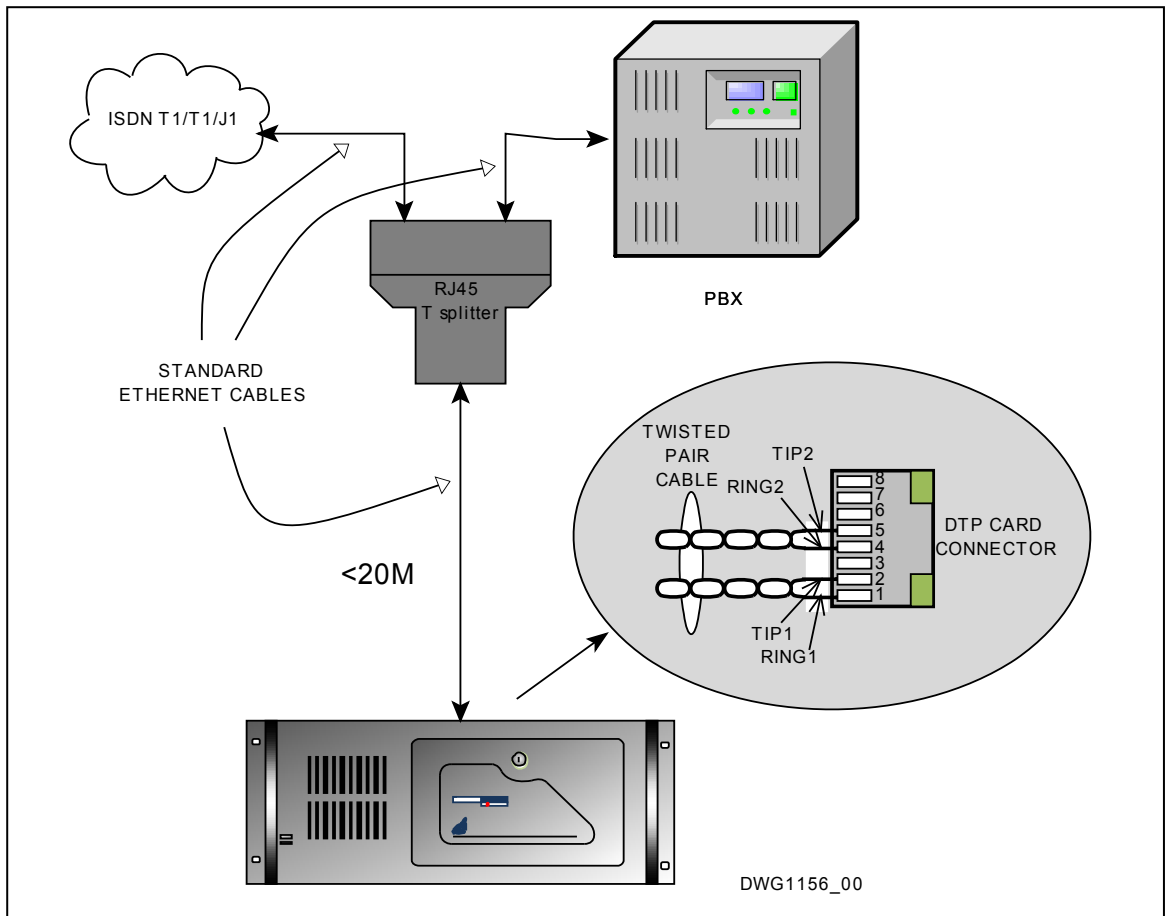 ISDN T1/T1/J1
RJ45
T splitter
PBX
STANDARD
ETHERNET CABLES
<20M
TWISTED
PAIR
CABLE
TIP2
RING2
8
7
6
5
4
3
2
1
DTP CARD
CONNECTOR
TIP1
RING1
DWG1156_00